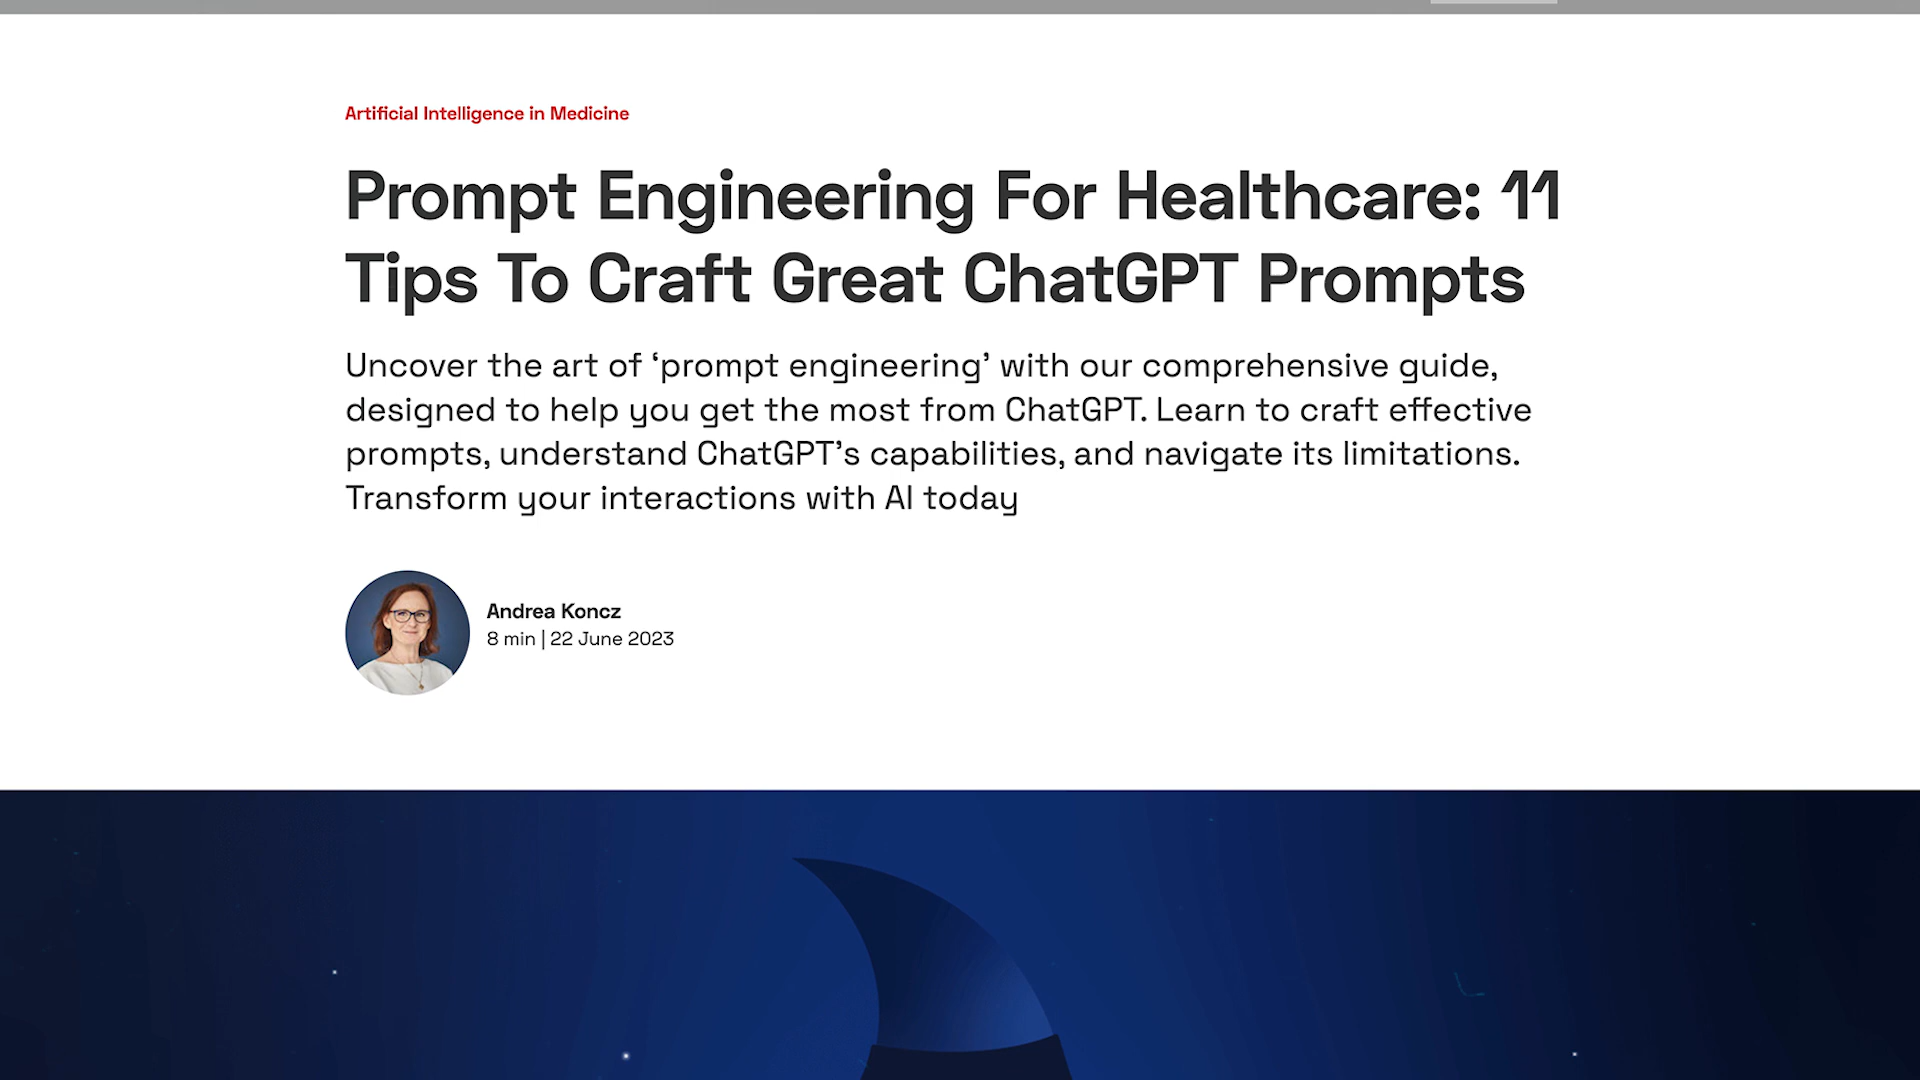 Artificial Intelligence in Medicine
Prompt Engineering For Healthcare: 11
Tips To Craft Great ChatGPT Prompts
Uncover the art of ‘prompt engineering’ with our comprehensive guide,
designed to help you get the most from ChatGPT. Learn to craft effective
prompts, understand ChatGPT’s capabilities, and navigate its limitations.
Transform your interactions with AI today
Andrea Koncz
8 min | 22 June 2023